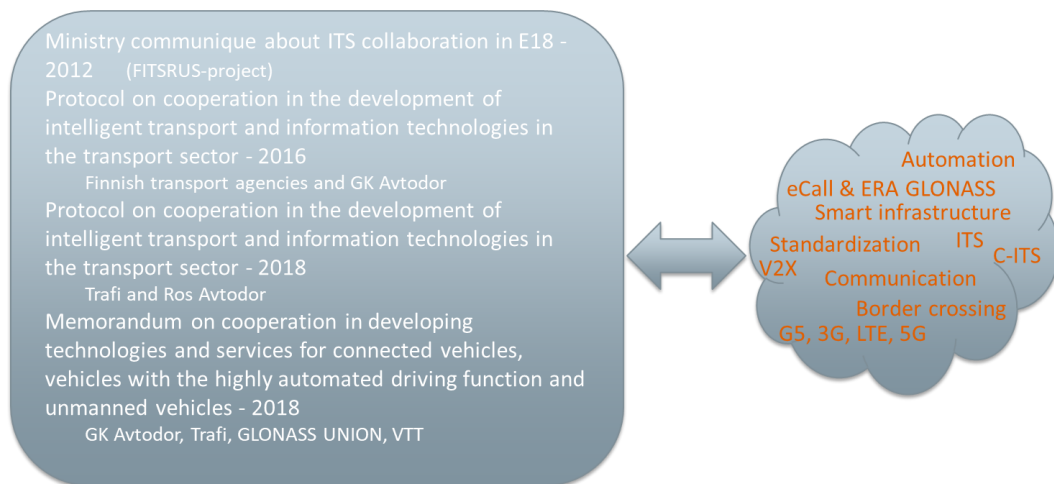 Ministry communique about ITS collaboration in E18 -
2012 (FITSRUS-project)
Protocol on cooperation in the development of
intelligent transport and information technologies in
the transport sector - 2016
Finnish transport agencies and GK Avtodor
Protocol on cooperation in the development of
intelligent transport and information technologies in
the transport sector - 2018
Trafi and Ros Avtodor
Memorandum on cooperation in developing
technologies and services for connected vehicles,
vehicles with the highly automated driving function and
unmanned vehicles - 2018
GK Avtodor, Trafi, GLONASS UNION, VTT
Automation
eCall & ERA GLONASS
Smart infrastructure
Standardization ITS
C-ITS
V2X
Communication
Border crossing
G5, 3G, LTE, 5G